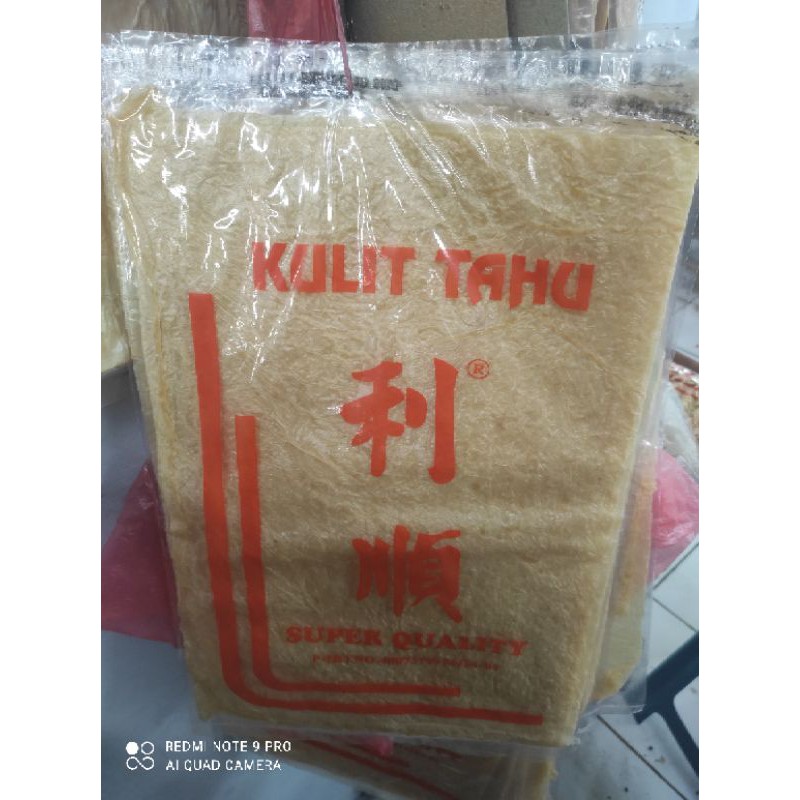 KULIT TAHU
利®
順
SUPER QUALITY
REDMI NOTE 9 PRO
AI QUAD CAMERA